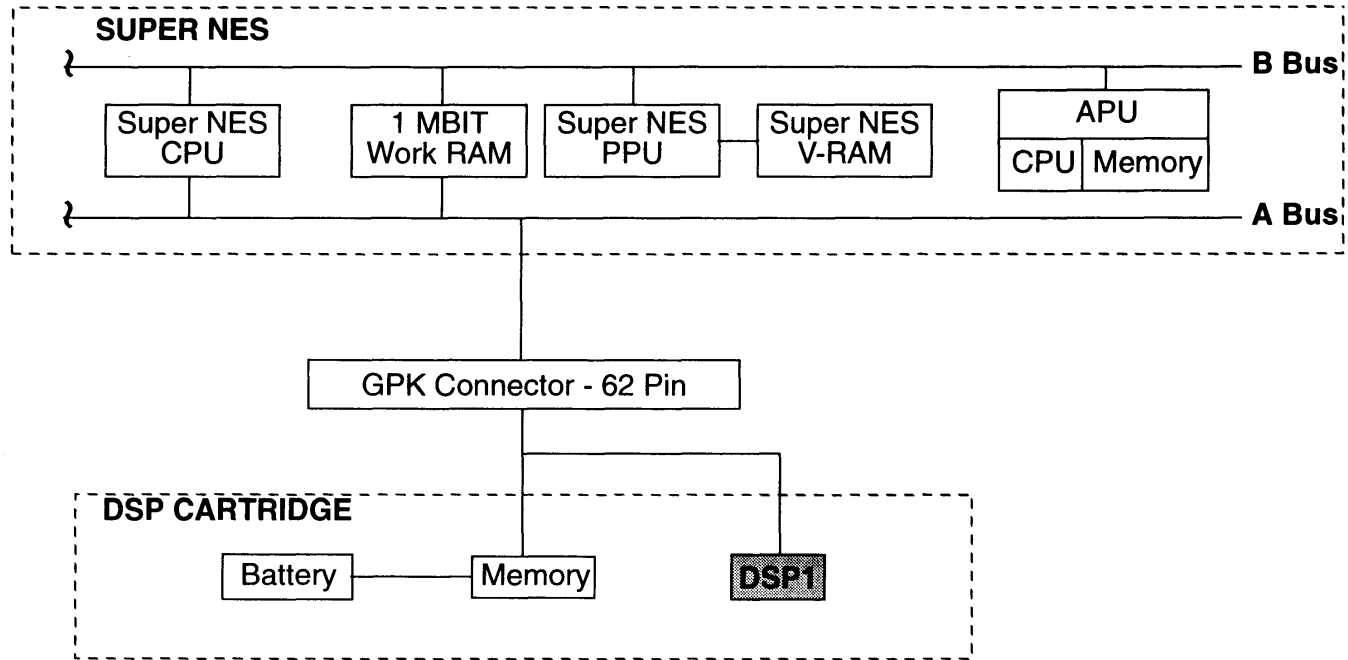 SUPER NES
B Bus
Super NES
CPU
1 MBIT
Work RAM
Super NES
PPU
Super NES
V-RAM
APU
CPU
Memory
A Bus
GPK Connector - 62 Pin
DSP CARTRIDGE
Battery
Memory
DSP1